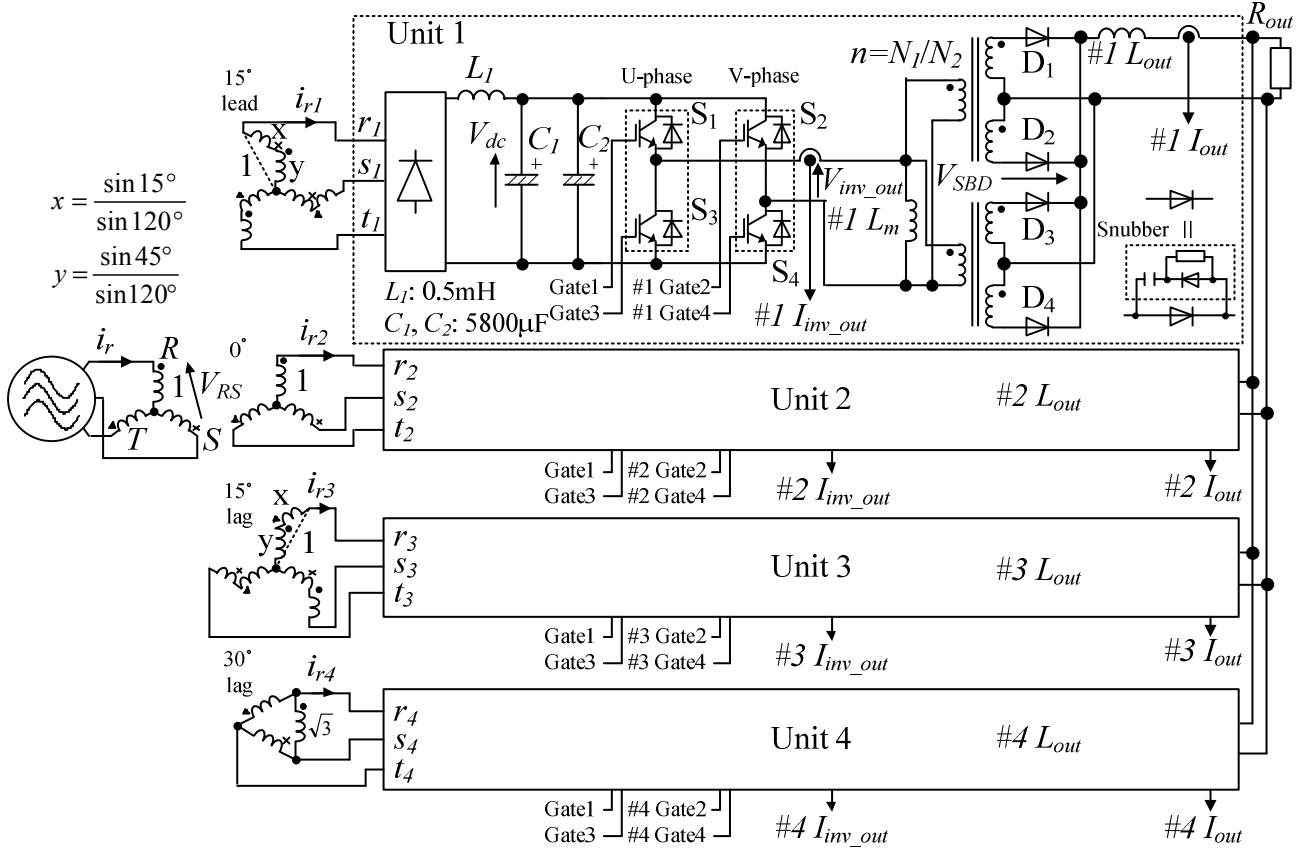 Unit 1
R_out
15° lead
i_r1
x
1
y
r_1
s_1
t_1
L_1
V_dc
C_1
+
C_2
+
U-phase
V-phase
S_1
S_2
S_3
S_4
Gate1
Gate3
#1 Gate2
#1 Gate4
L_1: 0.5mH
C_1, C_2: 5800μF
V_inv_out
#1 L_m
#1 I_inv_out
n=N_1/N_2
D_1
D_2
D_3
D_4
V_SBD
#1 L_out
#1 I_out
Snubber
x = sin15° / sin120°
y = sin45° / sin120°
i_r
R
1
V_RS
T
S
0°
i_r2
1
r_2
s_2
t_2
Unit 2
#2 L_out
Gate1
Gate3
#2 Gate2
#2 Gate4
#2 I_inv_out
#2 I_out
15° lag
x
i_r3
y
1
r_3
s_3
t_3
Unit 3
#3 L_out
Gate1
Gate3
#3 Gate2
#3 Gate4
#3 I_inv_out
#3 I_out
30° lag
i_r4
√3
r_4
s_4
t_4
Unit 4
#4 L_out
Gate1
Gate3
#4 Gate2
#4 Gate4
#4 I_inv_out
#4 I_out